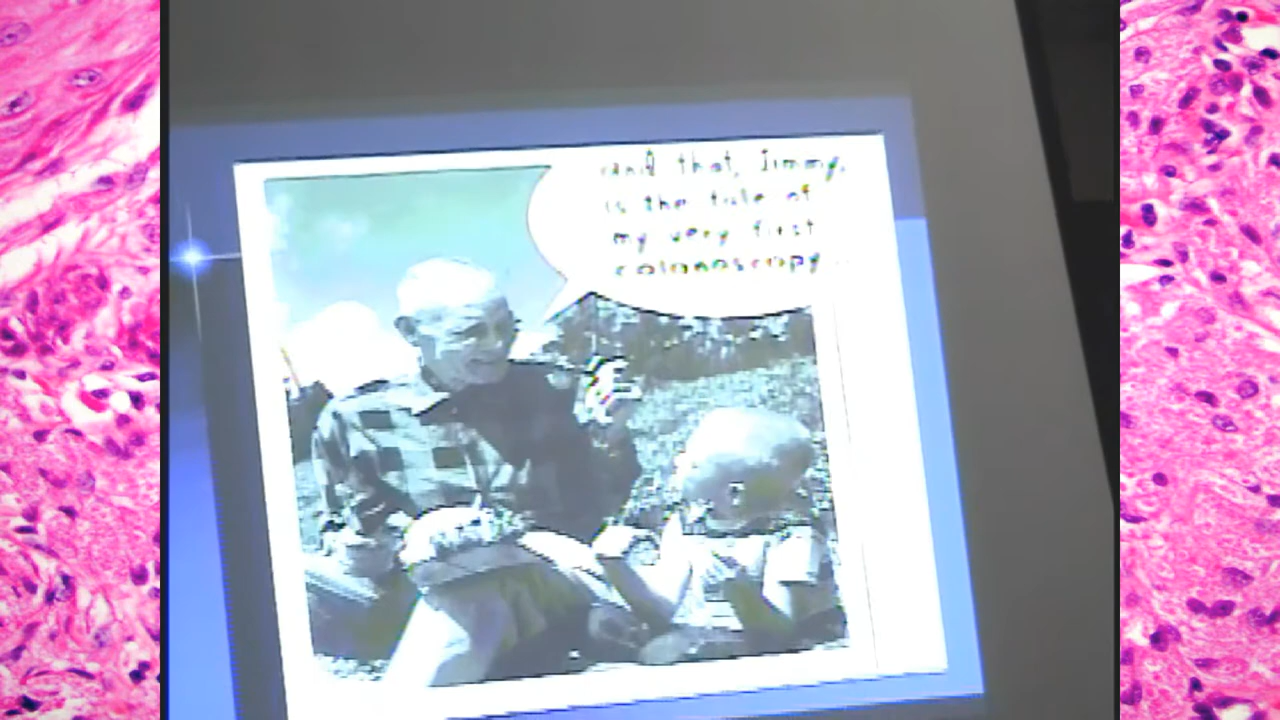 And that, Jimmy,
is the tale of
my very first
colonoscopy...